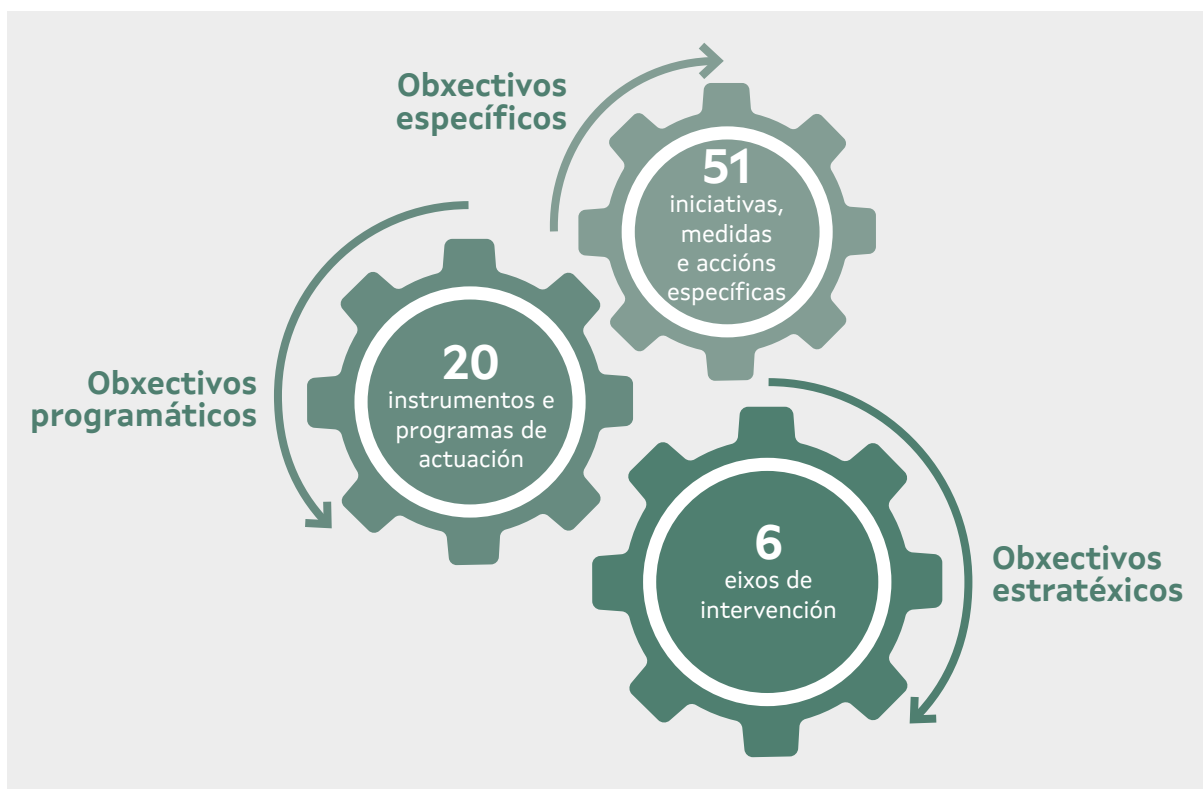 Obxectivos
específicos
51
iniciativas,
medidas
e accións
específicas
Obxectivos
programáticos
20
instrumentos e
programas de
actuación
6
eixos de
intervención
Obxectivos
estratéxicos